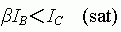 βI_B < I_C (sat)